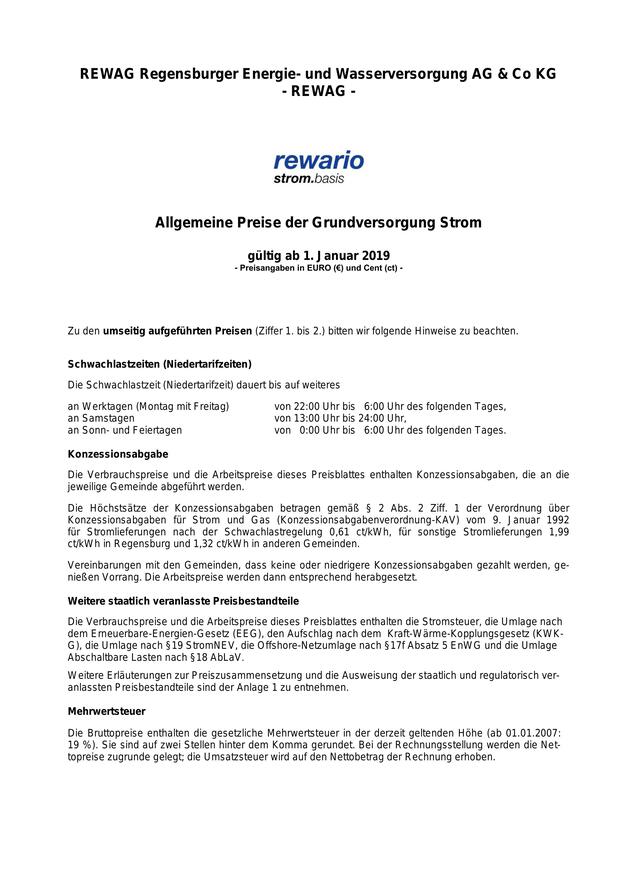 REWAG Regensburger Energie- und Wasserversorgung AG & Co KG
- REWAG -
rewario
strom.basis
Allgemeine Preise der Grundversorgung Strom
gültig ab 1. Januar 2019
- Preisangaben in EURO (€) und Cent (ct) -
Zu den umseitig aufgeführten Preisen (Ziffer 1. bis 2.) bitten wir folgende Hinweise zu beachten.
Schwachlastzeiten (Niedertarifzeiten)
Die Schwachlastzeit (Niedertarifzeit) dauert bis auf weiteres
an Werktagen (Montag mit Freitag) von 22:00 Uhr bis 6:00 Uhr des folgenden Tages,
an Samstagen von 13:00 Uhr bis 24:00 Uhr,
an Sonn- und Feiertagen von 0:00 Uhr bis 6:00 Uhr des folgenden Tages.
Konzessionsabgabe
Die Verbrauchspreise und die Arbeitspreise dieses Preisblattes enthalten Konzessionsabgaben, die an die
jeweilige Gemeinde abgeführt werden.
Die Höchstsätze der Konzessionsabgaben betragen gemäß § 2 Abs. 2 Ziff. 1 der Verordnung über
Konzessionsabgaben für Strom und Gas (Konzessionsabgabenverordnung-KAV) vom 9. Januar 1992
für Stromlieferungen nach der Schwachlastregelung 0,61 ct/kWh, für sonstige Stromlieferungen 1,99
ct/kWh in Regensburg und 1,32 ct/kWh in anderen Gemeinden.
Vereinbarungen mit den Gemeinden, dass keine oder niedrigere Konzessionsabgaben gezahlt werden, ge-
nießen Vorrang. Die Arbeitspreise werden dann entsprechend herabgesetzt.
Weitere staatlich veranlasste Preisbestandteile
Die Verbrauchspreise und die Arbeitspreise dieses Preisblattes enthalten die Stromsteuer, die Umlage nach
dem Erneuerbare-Energien-Gesetz (EEG), den Aufschlag nach dem Kraft-Wärme-Kopplungsgesetz (KWK-
G), die Umlage nach §19 StromNEV, die Offshore-Netzumlage nach §17f Absatz 5 EnWG und die Umlage
Abschaltbare Lasten nach §18 AbLaV.
Weitere Erläuterungen zur Preiszusammensetzung und die Ausweisung der staatlich und regulatorisch ver-
anlassten Preisbestandteile sind der Anlage 1 zu entnehmen.
Mehrwertsteuer
Die Bruttopreise enthalten die gesetzliche Mehrwertsteuer in der derzeit geltenden Höhe (ab 01.01.2007:
19 %). Sie sind auf zwei Stellen hinter dem Komma gerundet. Bei der Rechnungsstellung werden die Net-
topreise zugrunde gelegt; die Umsatzsteuer wird auf den Nettobetrag der Rechnung erhoben.